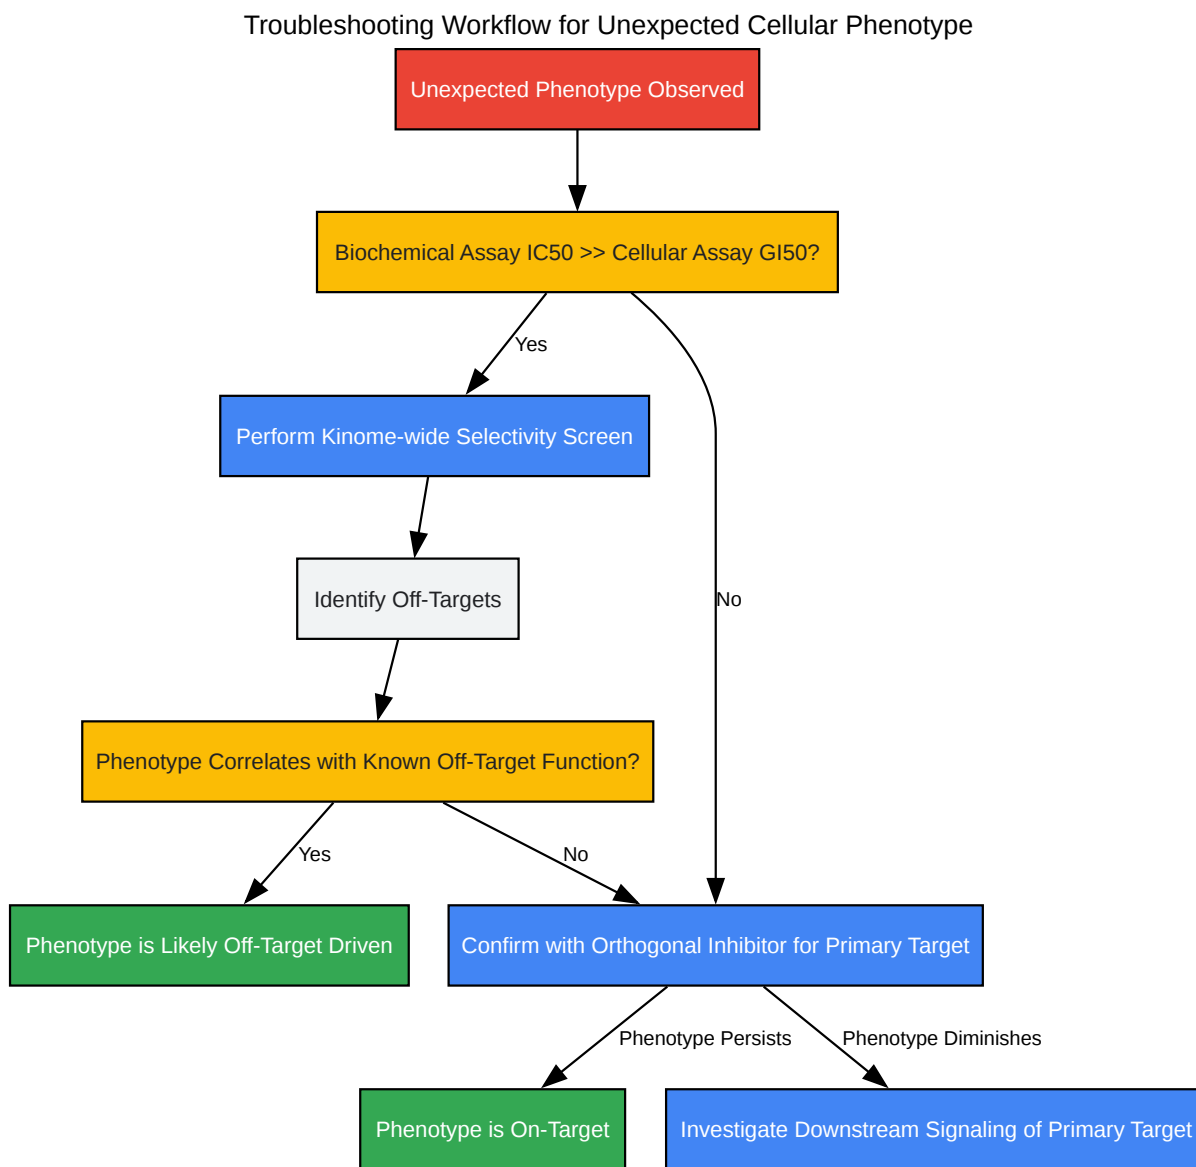 Troubleshooting Workflow for Unexpected Cellular Phenotype
Unexpected Phenotype Observed
Biochemical Assay IC50 >> Cellular Assay GI50?
Yes
Perform Kinome-wide Selectivity Screen
Identify Off-Targets
No
Phenotype Correlates with Known Off-Target Function?
Yes
No
Phenotype is Likely Off-Target Driven
Confirm with Orthogonal Inhibitor for Primary Target
Phenotype Persists
Phenotype Diminishes
Phenotype is On-Target
Investigate Downstream Signaling of Primary Target